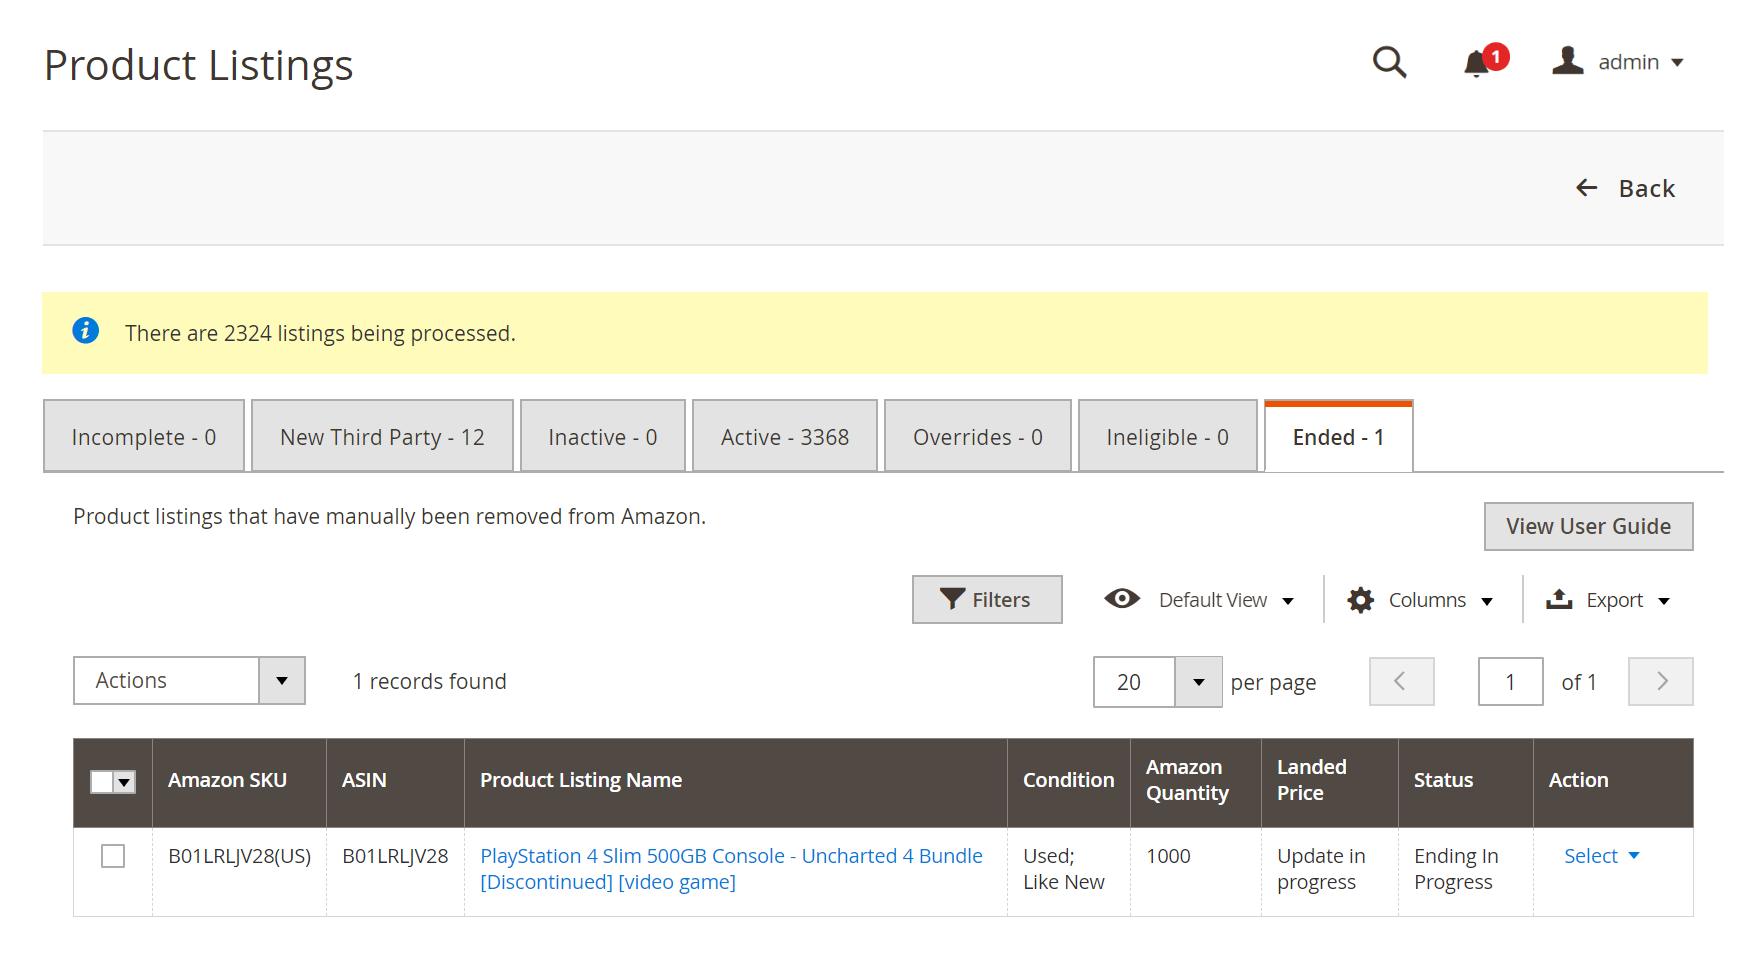 Product Listings
1
admin
Back
There are 2324 listings being processed.
Incomplete - 0
New Third Party - 12
Inactive - 0
Active - 3368
Overrides - 0
Ineligible - 0
Ended - 1
Product listings that have manually been removed from Amazon.
View User Guide
Filters
Default View
Columns
Export
Actions
1 records found
20
per page
1
of 1
Amazon SKU
ASIN
Product Listing Name
Condition
Amazon
Quantity
Landed
Price
Status
Action
B01LRLJV28(US)
B01LRLJV28
PlayStation 4 Slim 500GB Console - Uncharted 4 Bundle
[Discontinued] [video game]
Used;
Like New
1000
Update in
progress
Ending In
Progress
Select